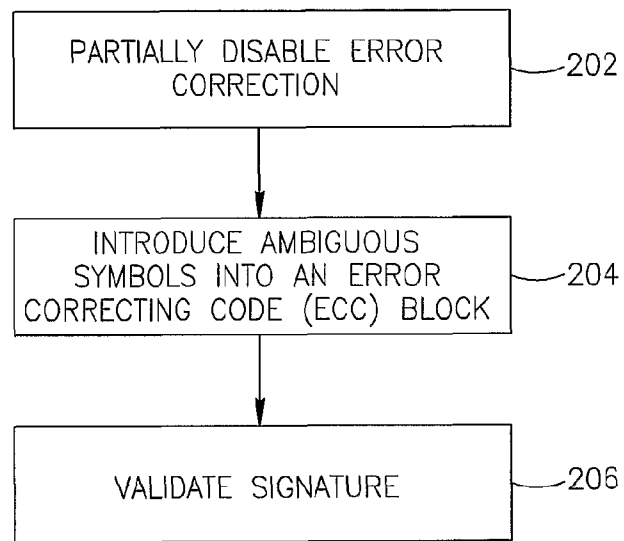 PARTIALLY DISABLE ERROR
CORRECTION
202
INTRODUCE AMBIGUOUS
SYMBOLS INTO AN ERROR
CORRECTING CODE (ECC) BLOCK
204
VALIDATE SIGNATURE
206